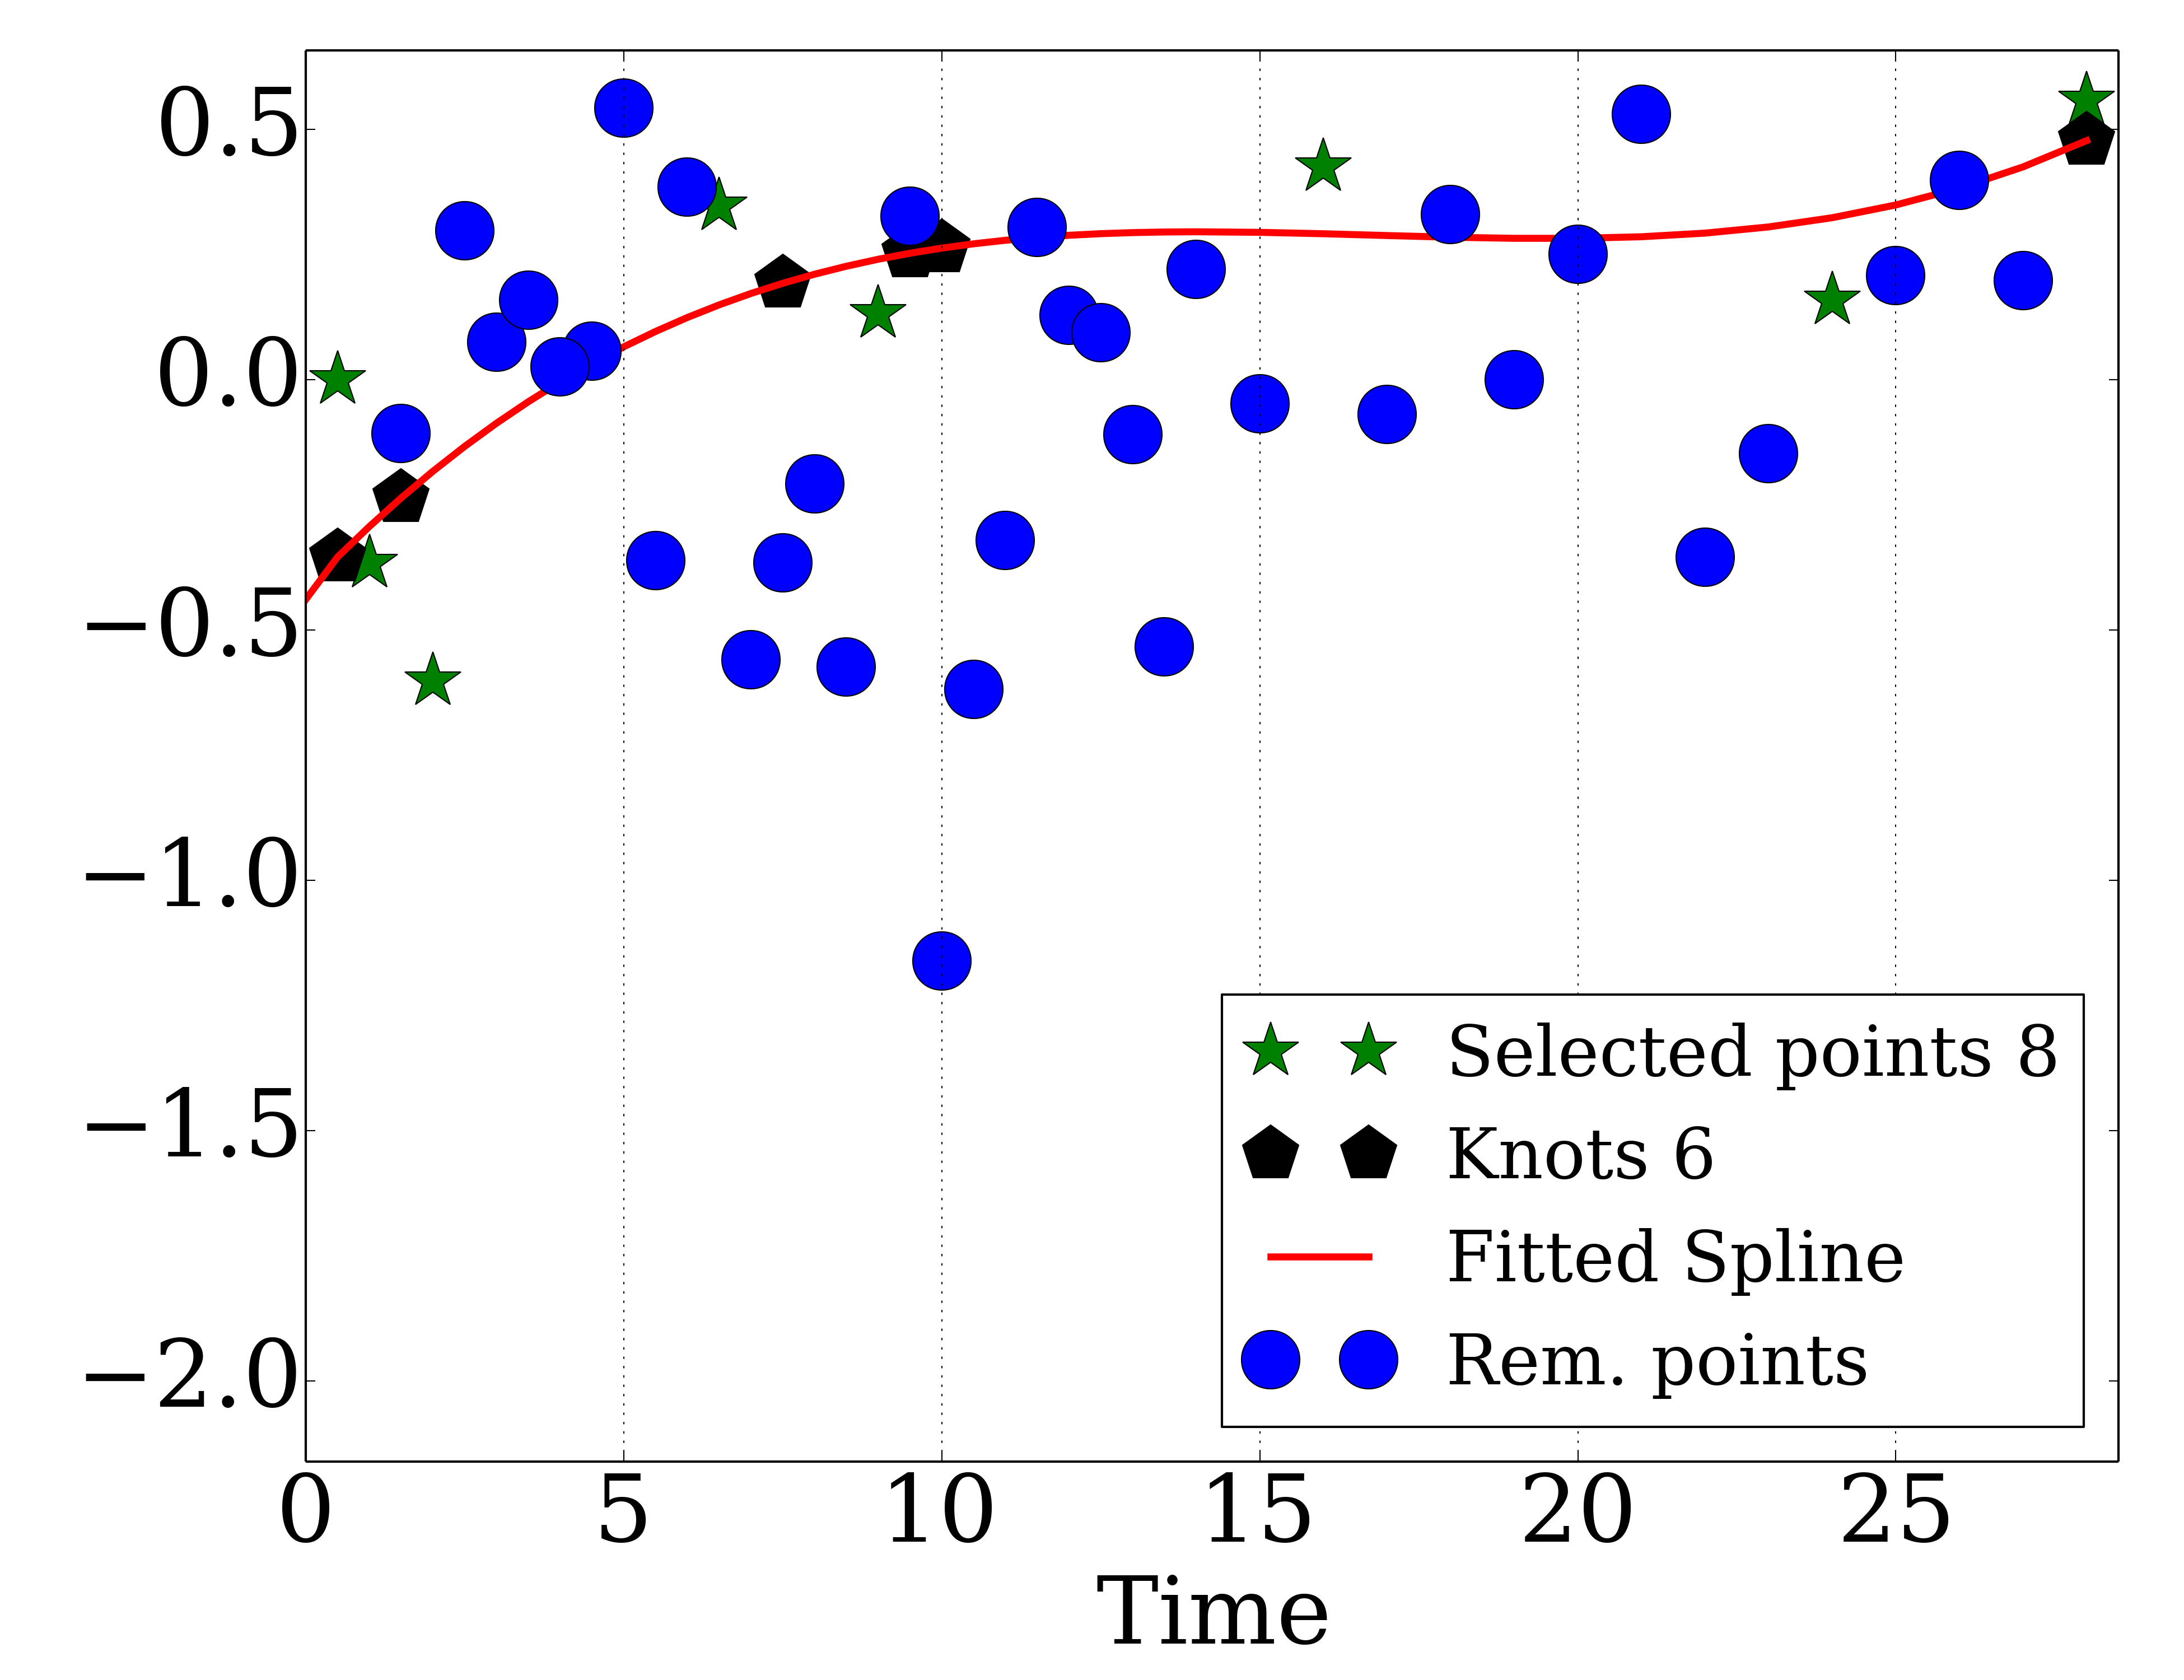 0.5
0.0
−0.5
−1.0
−1.5
−2.0
Selected points 8
Knots 6
Fitted Spline
Rem. points
0 5 10 15 20 25
Time